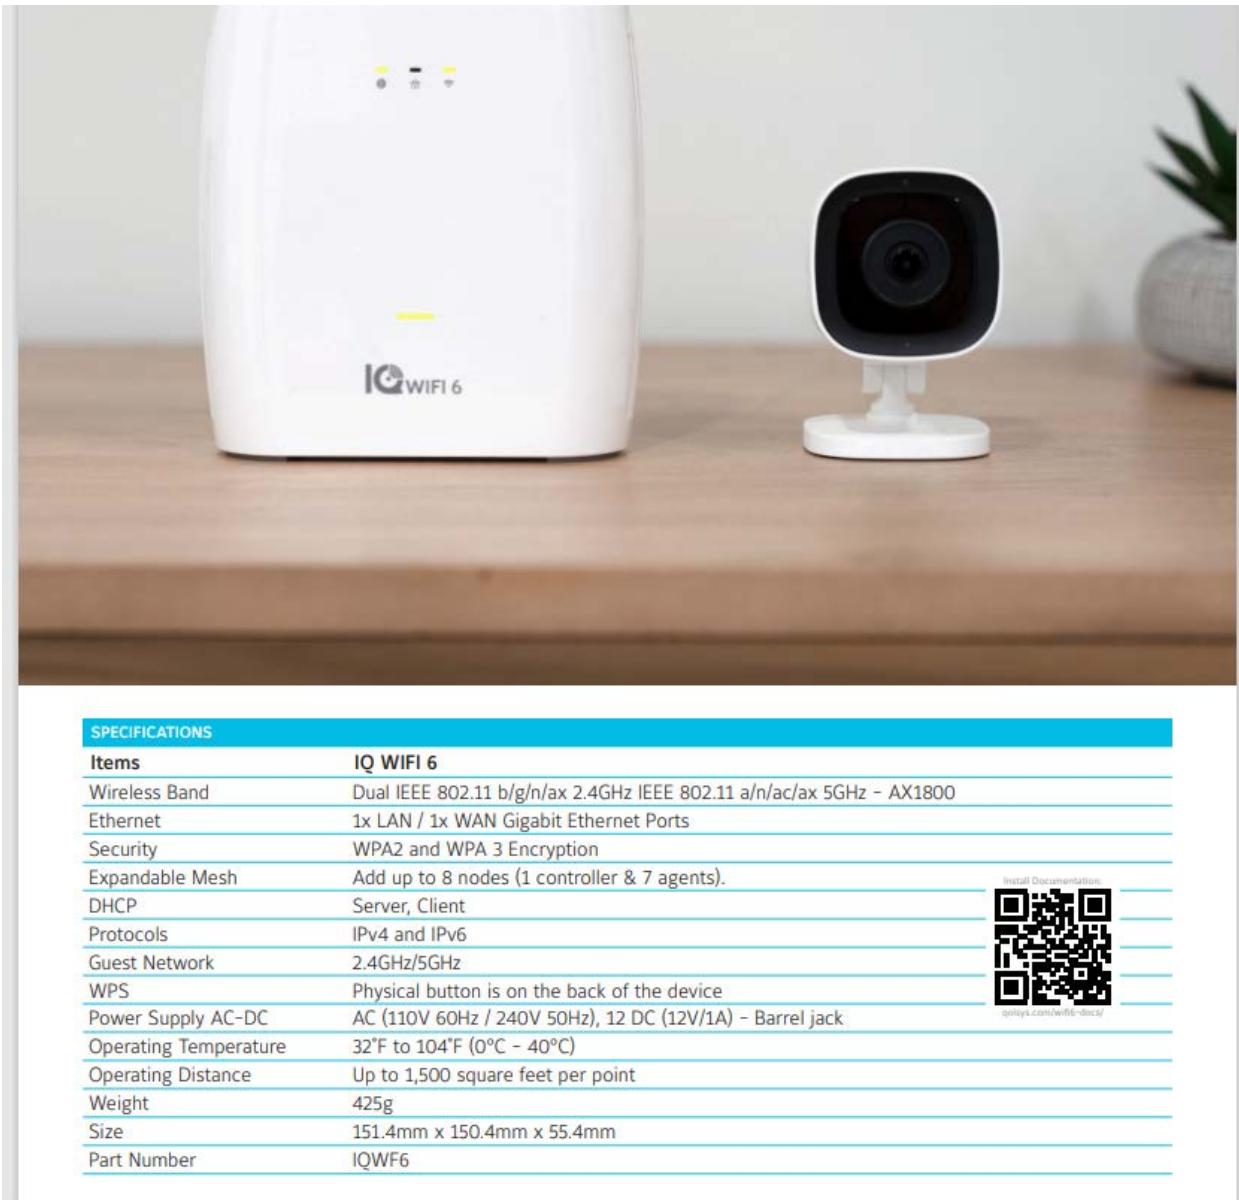 IQ WIFI 6
SPECIFICATIONS
Items IQ WIFI 6
Wireless Band Dual IEEE 802.11 b/g/n/ax 2.4GHz IEEE 802.11 a/n/ac/ax 5GHz - AX1800
Ethernet 1x LAN / 1x WAN Gigabit Ethernet Ports
Security WPA2 and WPA 3 Encryption
Expandable Mesh Add up to 8 nodes (1 controller & 7 agents).
Install Documentation:
DHCP Server, Client
Protocols IPv4 and IPv6
Guest Network 2.4GHz/5GHz
WPS Physical button is on the back of the device
qolsys.com/wifi6-docs/
Power Supply AC-DC AC (110V 60Hz / 240V 50Hz), 12 DC (12V/1A) - Barrel jack
Operating Temperature 32°F to 104°F (0°C - 40°C)
Operating Distance Up to 1,500 square feet per point
Weight 425g
Size 151.4mm x 150.4mm x 55.4mm
Part Number IQWF6